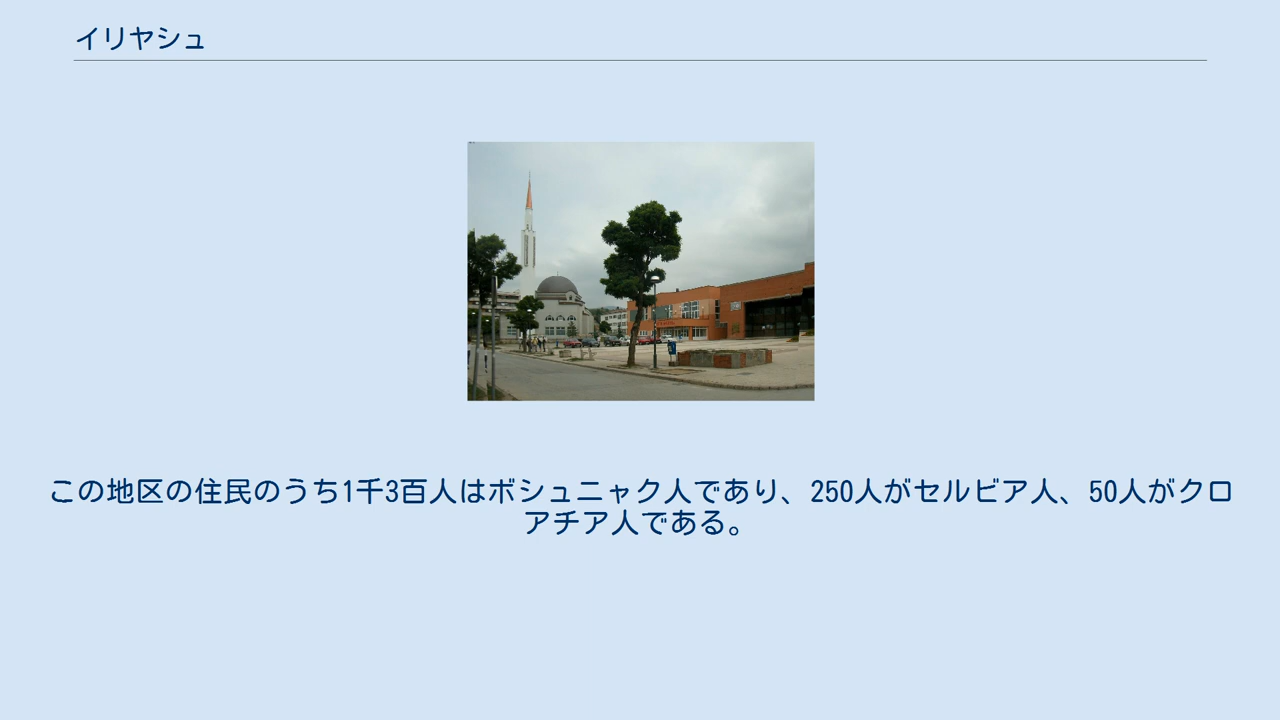 イリヤシュ
この地区の住民のうち1千3百人はボシュニャク人であり、250人がセルビア人、50人がクロ
アチア人である。